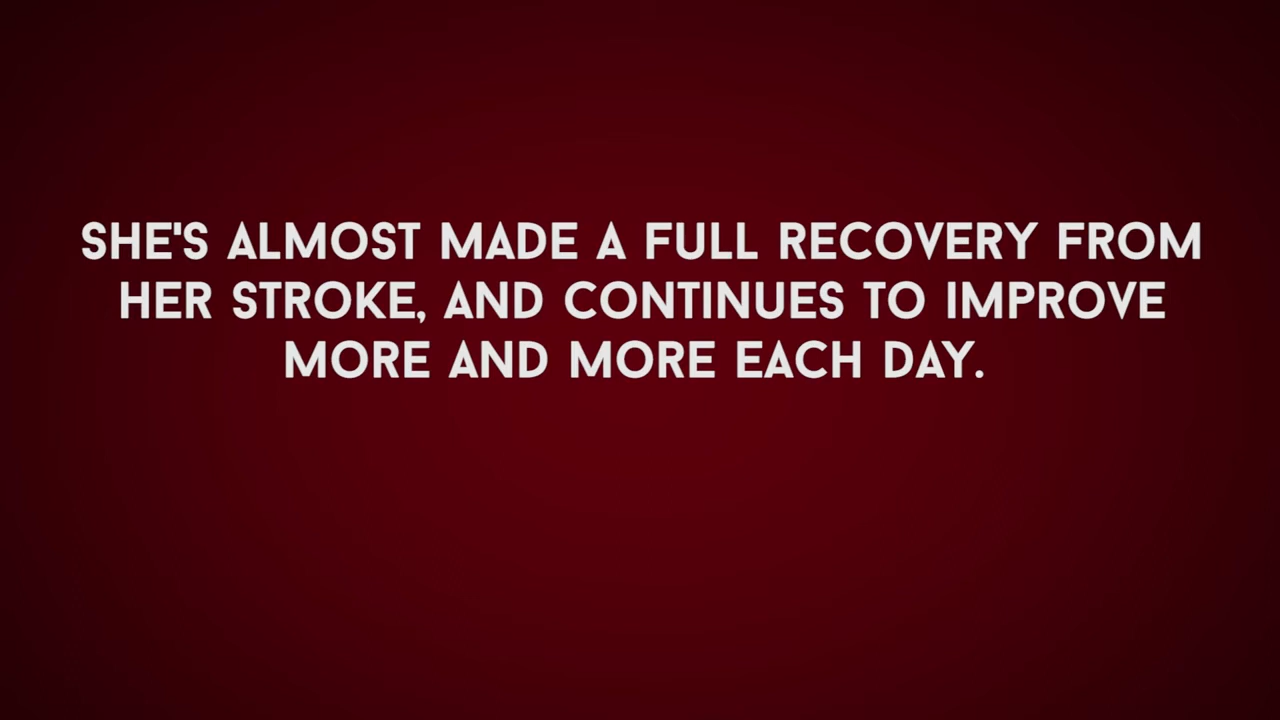 SHE'S ALMOST MADE A FULL RECOVERY FROM
HER STROKE, AND CONTINUES TO IMPROVE
MORE AND MORE EACH DAY.